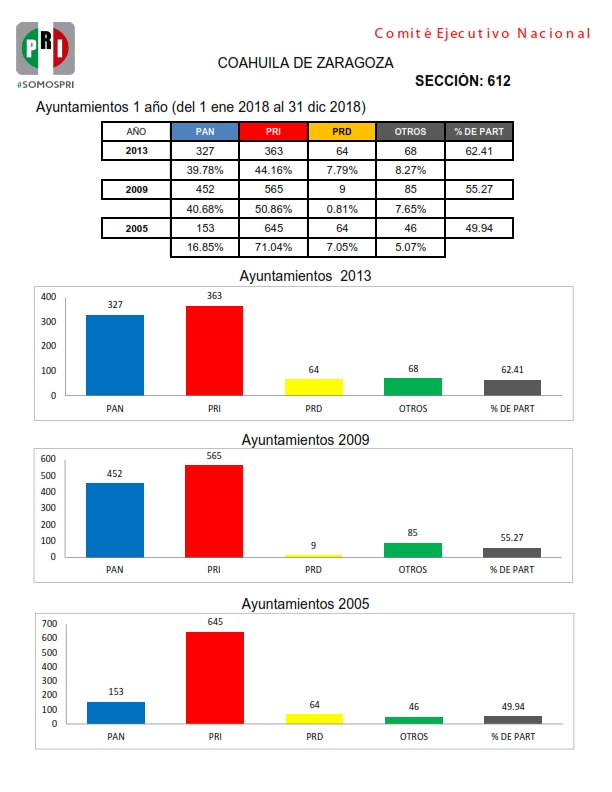 Comité Ejecutivo Nacional
PRI
#SOMOSPRI
COAHUILA DE ZARAGOZA
SECCIÓN: 612
Ayuntamientos 1 año (del 1 ene 2018 al 31 dic 2018)
AÑO PAN PRI PRD OTROS % DE PART
2013 327 363 64 68 62.41
39.78% 44.16% 7.79% 8.27%
2009 452 565 9 85 55.27
40.68% 50.86% 0.81% 7.65%
2005 153 645 64 46 49.94
16.85% 71.04% 7.05% 5.07%
Ayuntamientos 2013
400
300
200
100
0
327 363 64 68 62.41
PAN PRI PRD OTROS % DE PART
Ayuntamientos 2009
600
500
400
300
200
100
0
452 565 9 85 55.27
PAN PRI PRD OTROS % DE PART
Ayuntamientos 2005
700
600
500
400
300
200
100
0
153 645 64 46 49.94
PAN PRI PRD OTROS % DE PART